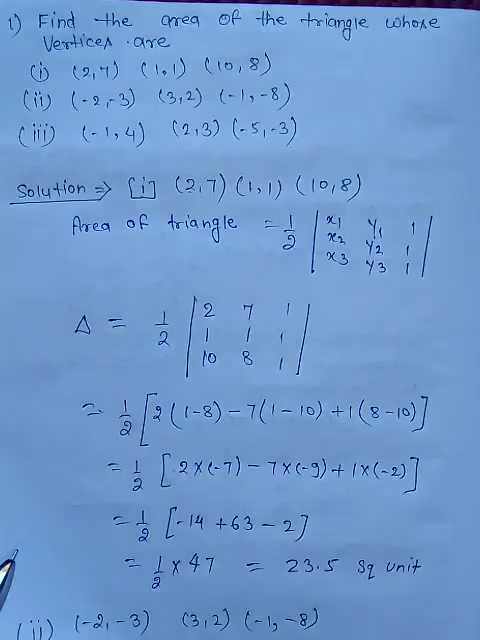 1) Find the area of the triangle whose
Vertices are
(i) (2,7) (1,1) (10,8)
(ii) (-2,-3) (3,2) (-1,-8)
(iii) (-1,4) (2,3) (-5,-3)
Solution ⇒ [i] (2,7) (1,1) (10,8)
Area of triangle = 1/2 | x1 y1 1 |
| x2 y2 1 |
| x3 y3 1 |
Δ = 1/2 | 2 7 1 |
| 1 1 1 |
| 10 8 1 |
= 1/2 [2(1-8) - 7(1-10) + 1(8-10)]
= 1/2 [2×(-7) - 7×(-9) + 1×(-2)]
= 1/2 [-14 + 63 - 2]
= 1/2 × 47 = 23.5 Sq unit
(ii) (-2,-3) (3,2) (-1,-8)